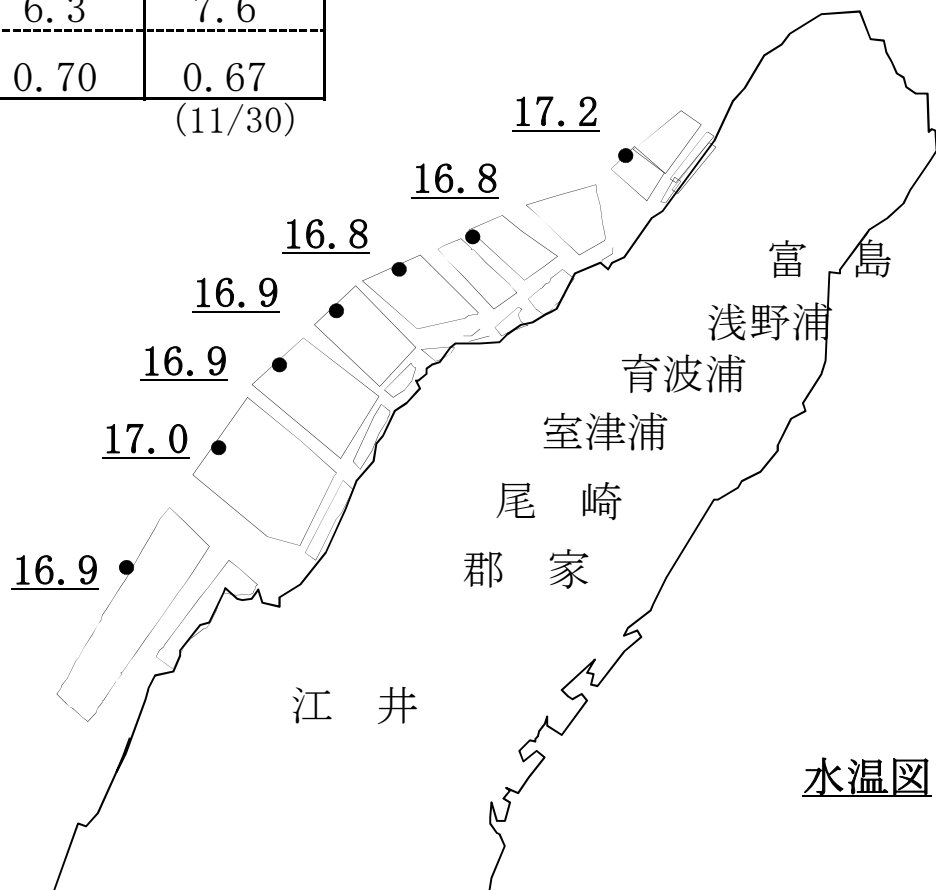 6.3 7.6
0.70 0.67
(11/30)
17.2
16.8
16.8
16.9
16.9
17.0
16.9
富 島
浅野浦
育波浦
室津浦
尾 崎
郡 家
江 井
水温図